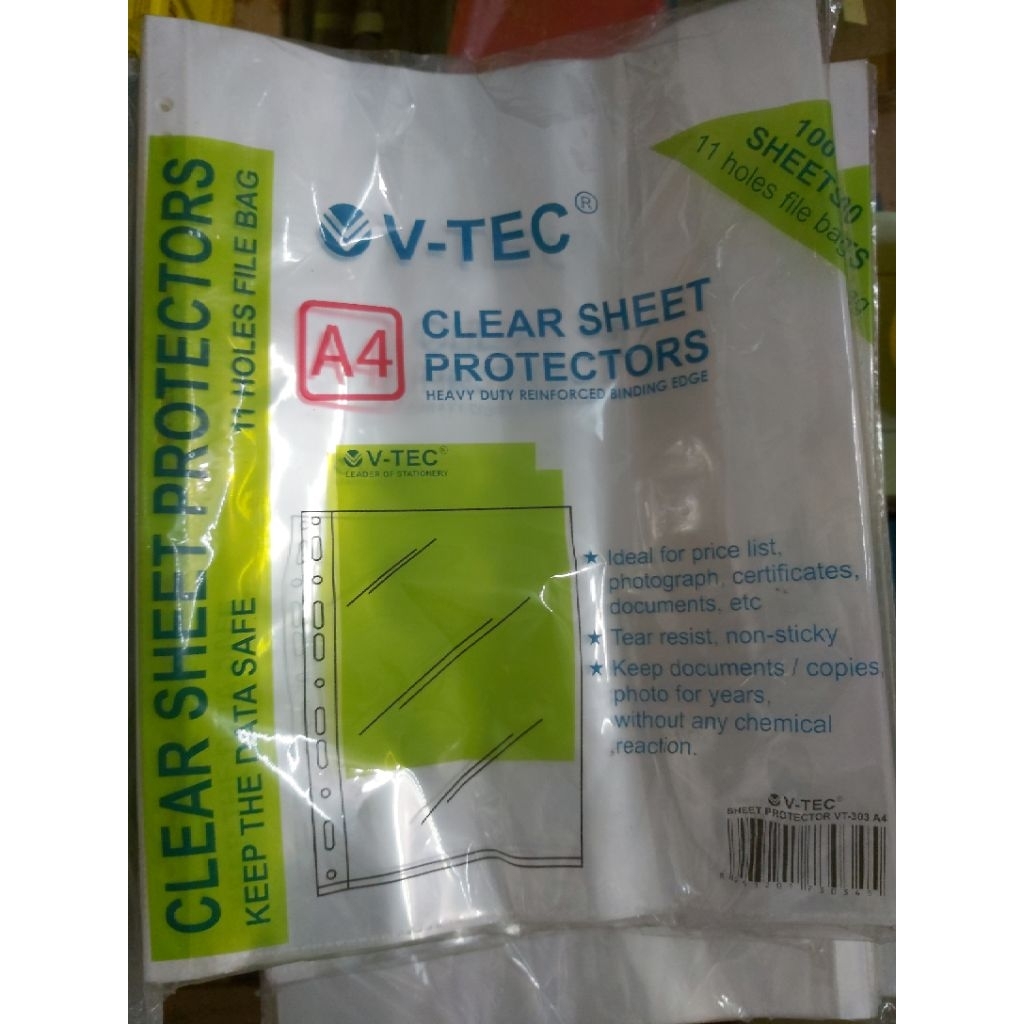 CLEAR SHEET PROTECTORS
KEEP THE DATA SAFE 11 HOLES FILE BAG
100
SHEETS
11 holes file bags
V-TEC®
A4
CLEAR SHEET
PROTECTORS
HEAVY DUTY REINFORCED BINDING EDGE
V-TEC®
LEADER OF STATIONERY
★ Ideal for price list,
photograph, certificates,
documents, etc
★ Tear resist, non-sticky
★ Keep documents / copies,
photo for years,
without any chemical
reaction.
V-TEC®
SHEET PROTECTOR VT-303 A4